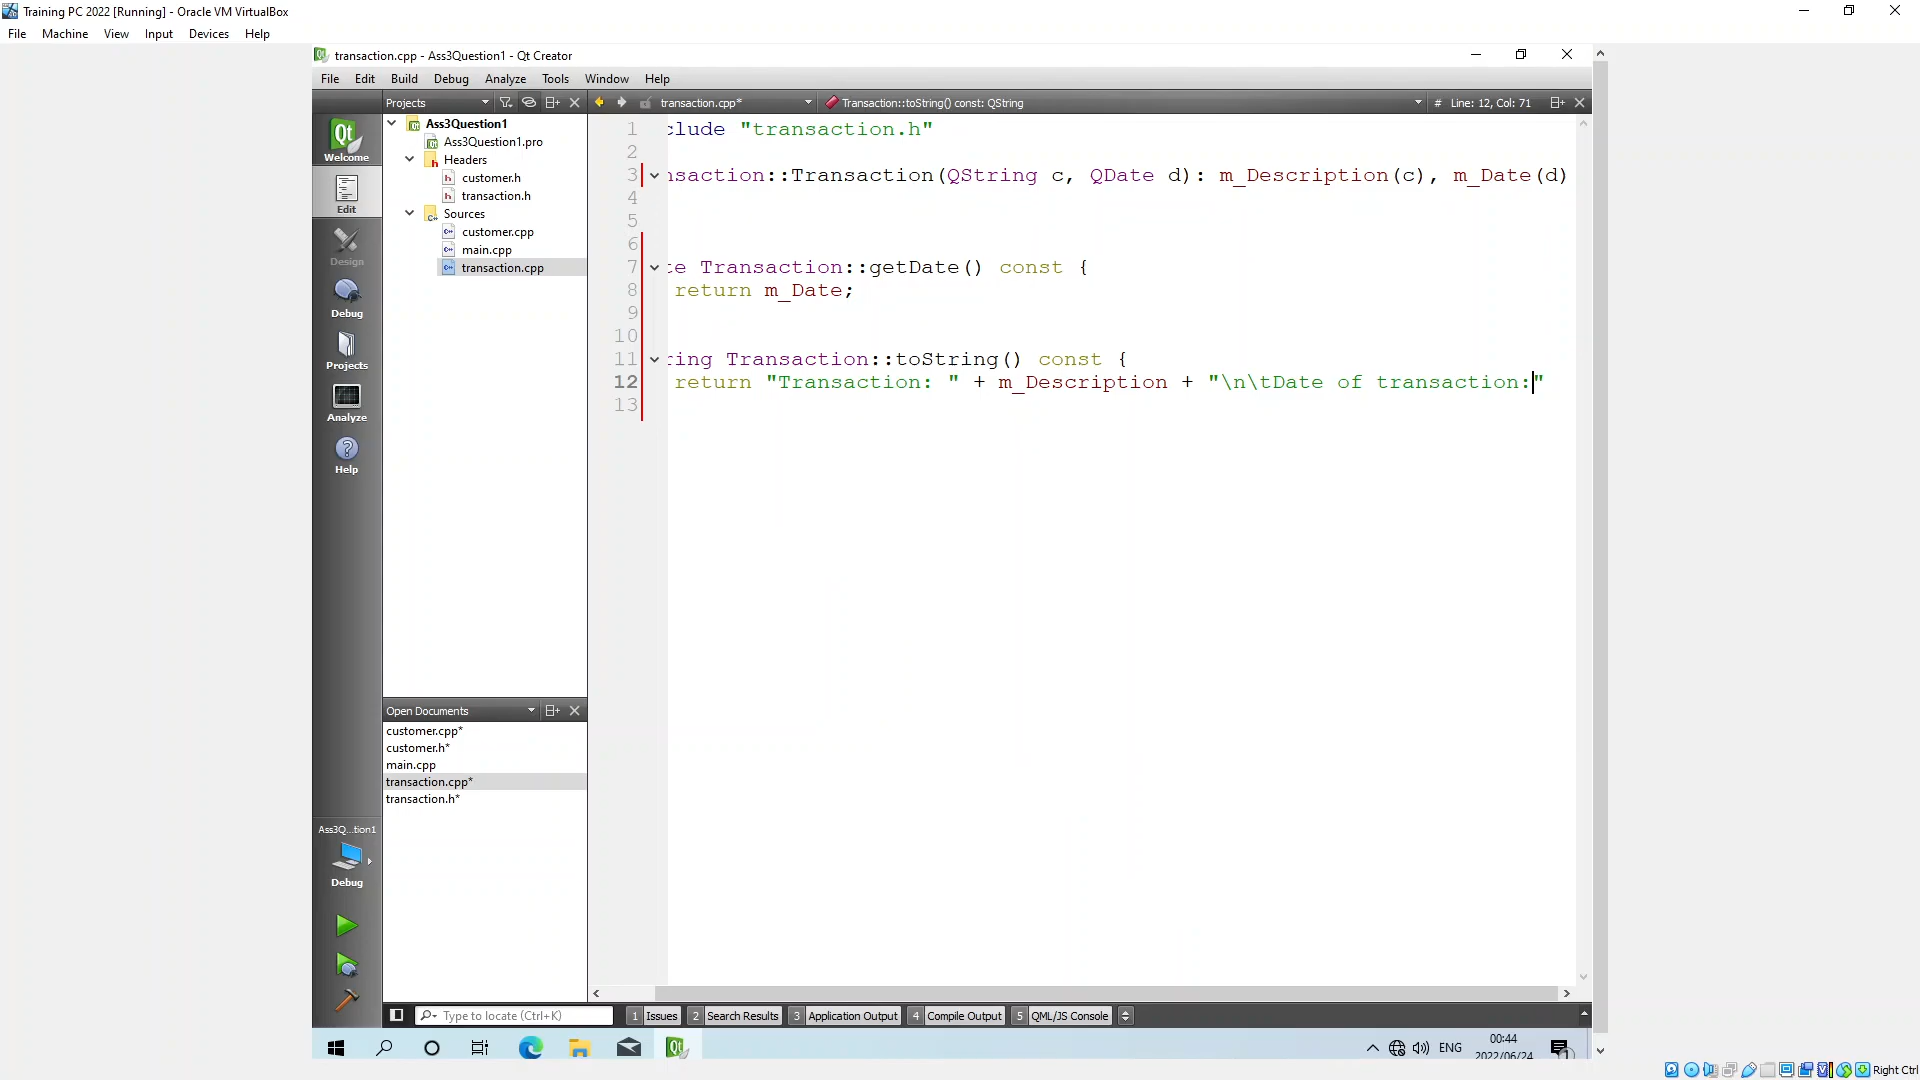 Training PC 2022 [Running] - Oracle VM VirtualBox
File Machine View Input Devices Help
transaction.cpp - Ass3Question1 - Qt Creator
File Edit Build Debug Analyze Tools Window Help
Projects
transaction.cpp*
Transaction::toString() const: QString
# Line: 12, Col: 71
Welcome
Edit
Design
Debug
Projects
Analyze
Help
Ass3Question1
Ass3Question1.pro
Headers
customer.h
transaction.h
Sources
customer.cpp
main.cpp
transaction.cpp
1 clude "transaction.h"
2
3 nsaction::Transaction(QString c, QDate d): m_Description(c), m_Date(d)
4
5
6
7 te Transaction::getDate() const {
8 return m_Date;
9
10
11 ring Transaction::toString() const {
12 return "Transaction: " + m_Description + "\n\tDate of transaction:"
13
Open Documents
customer.cpp*
customer.h*
main.cpp
transaction.cpp*
transaction.h*
Ass3Q...tion1
Debug
Type to locate (Ctrl+K)
1 Issues 2 Search Results 3 Application Output 4 Compile Output 5 QML/JS Console
ENG
00:44
2022/06/24
Right Ctrl